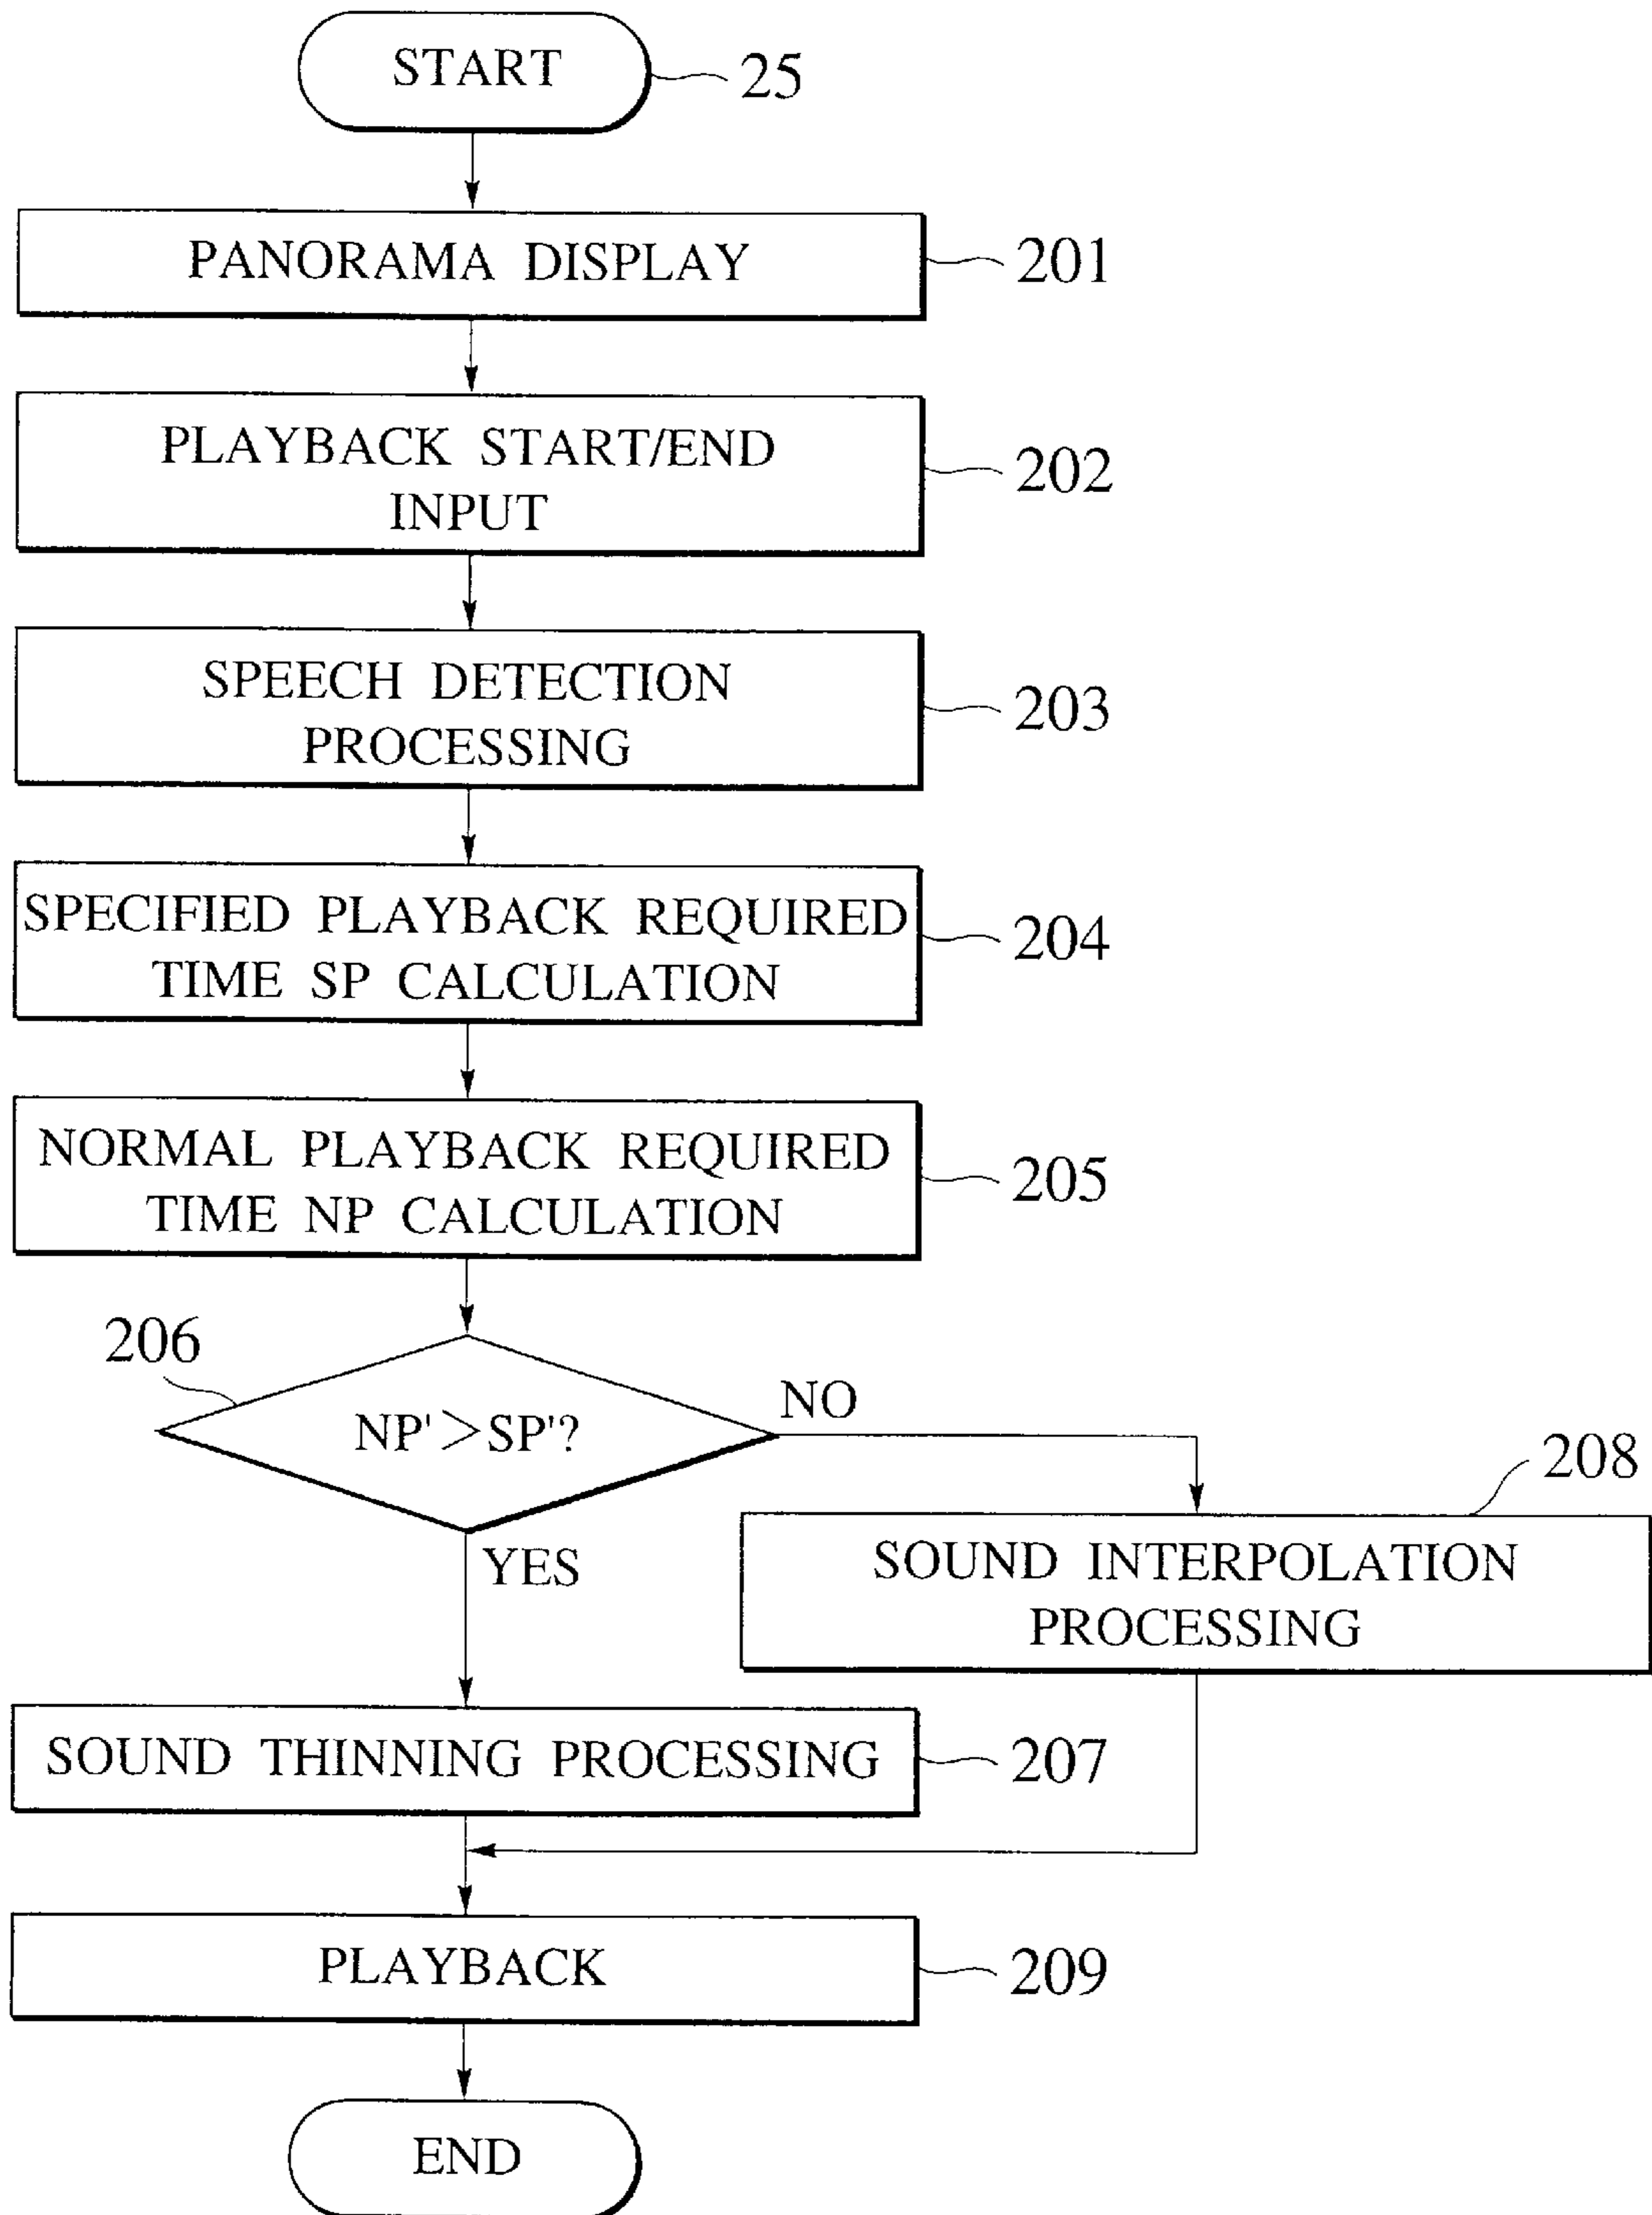 START
25
PANORAMA DISPLAY
201
PLAYBACK START/END
INPUT
202
SPEECH DETECTION
PROCESSING
203
SPECIFIED PLAYBACK REQUIRED
TIME SP CALCULATION
204
NORMAL PLAYBACK REQUIRED
TIME NP CALCULATION
205
206
NP'>SP'?
NO
YES
208
SOUND INTERPOLATION
PROCESSING
SOUND THINNING PROCESSING
207
PLAYBACK
209
END